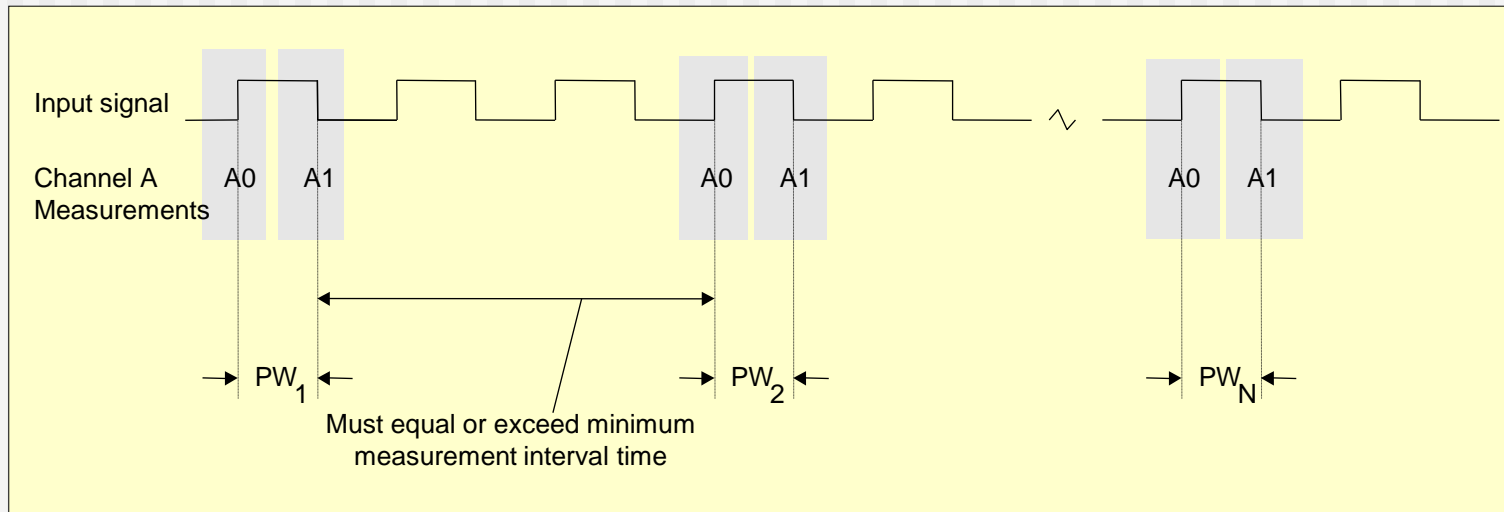 Input signal
Channel A
Measurements
A0 A1 A0 A1 A0 A1
PW1 PW2 PWN
Must equal or exceed minimum
measurement interval time